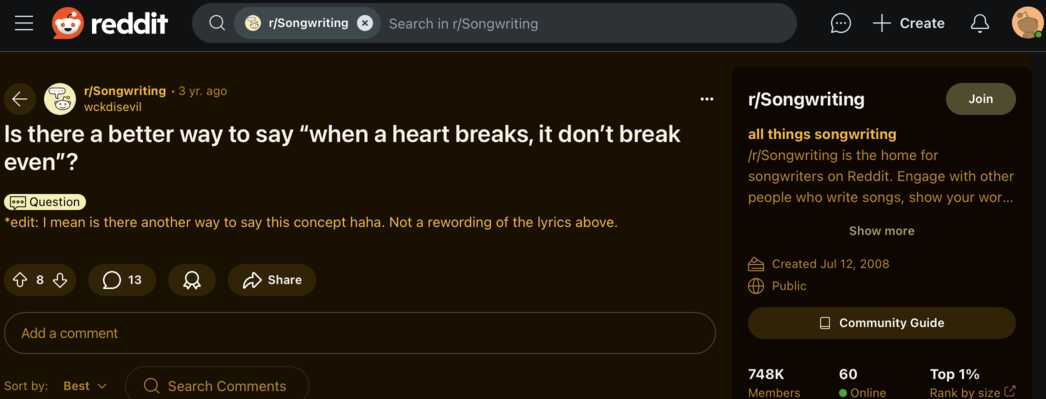 reddit
r/Songwriting
Search in r/Songwriting
Create
r/Songwriting • 3 yr. ago
wckdisevil
Is there a better way to say “when a heart breaks, it don’t break
even”?
Question
*edit: I mean is there another way to say this concept haha. Not a rewording of the lyrics above.
8
13
Share
Add a comment
Sort by: Best
Search Comments
r/Songwriting
Join
all things songwriting
/r/Songwriting is the home for
songwriters on Reddit. Engage with other
people who write songs, show your wor...
Show more
Created Jul 12, 2008
Public
Community Guide
748K
Members
60
Online
Top 1%
Rank by size